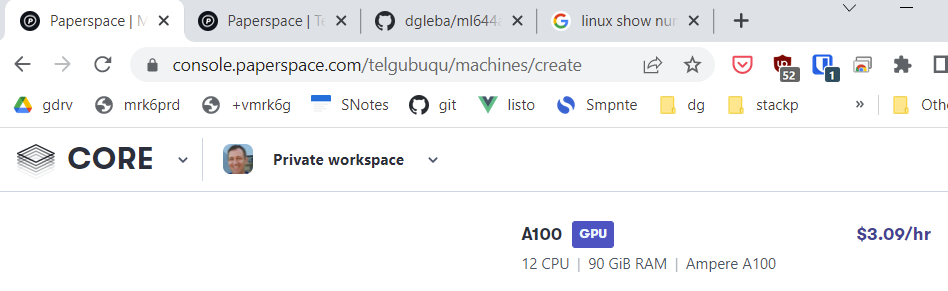 Paperspace | M
Paperspace | Te
dgleba/ml644a
linux show nun
console.paperspace.com/telgubuqu/machines/create
52
1
gdrv
mrk6prd
+vmrk6g
SNotes
git
listo
Smpnte
dg
stackp
»
Othe
CORE
Private workspace
A100 GPU $3.09/hr
12 CPU | 90 GiB RAM | Ampere A100